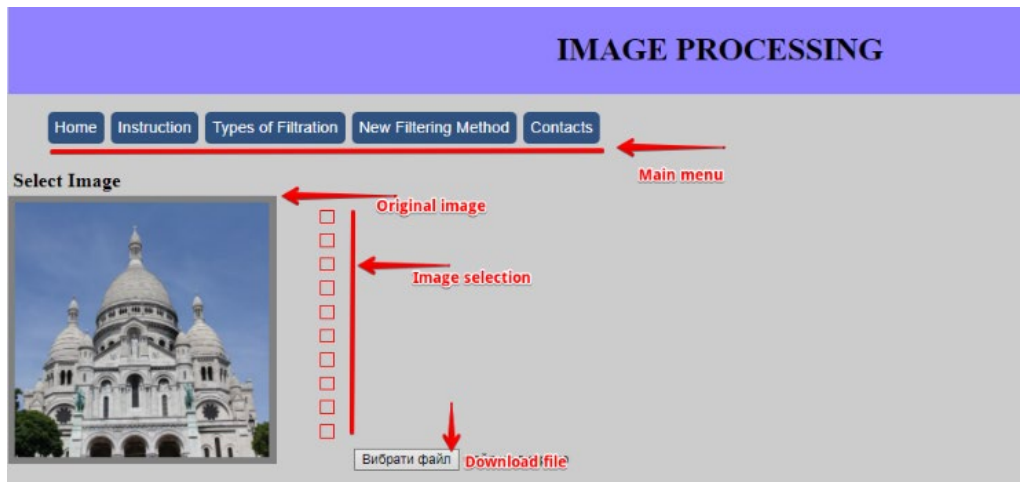 IMAGE PROCESSING
Home Instruction Types of Filtration New Filtering Method Contacts
Main menu
Select Image
Original image
Image selection
Вибрати файл Download file